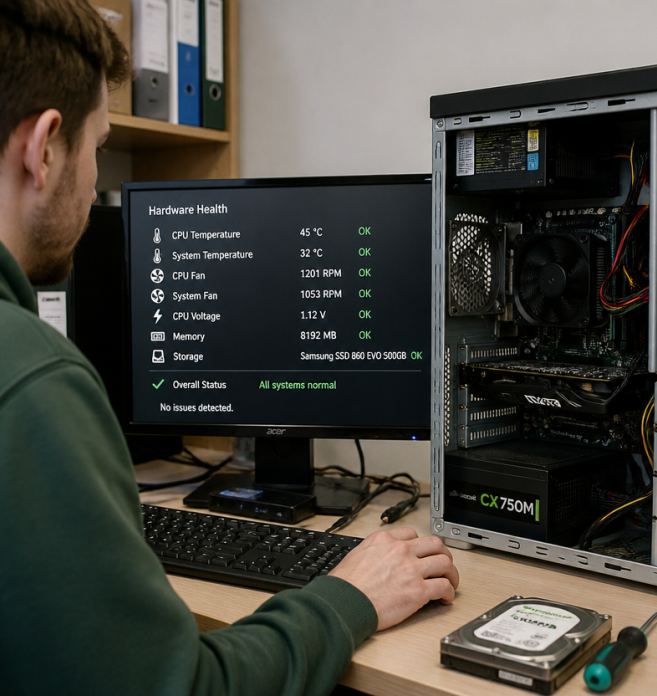 Hardware Health
CPU Temperature 45 °C OK
System Temperature 32 °C OK
CPU Fan 1201 RPM OK
System Fan 1053 RPM OK
CPU Voltage 1.12 V OK
Memory 8192 MB OK
Storage Samsung SSD 860 EVO 500GB OK
Overall Status All systems normal
No issues detected.
acer
CX750M